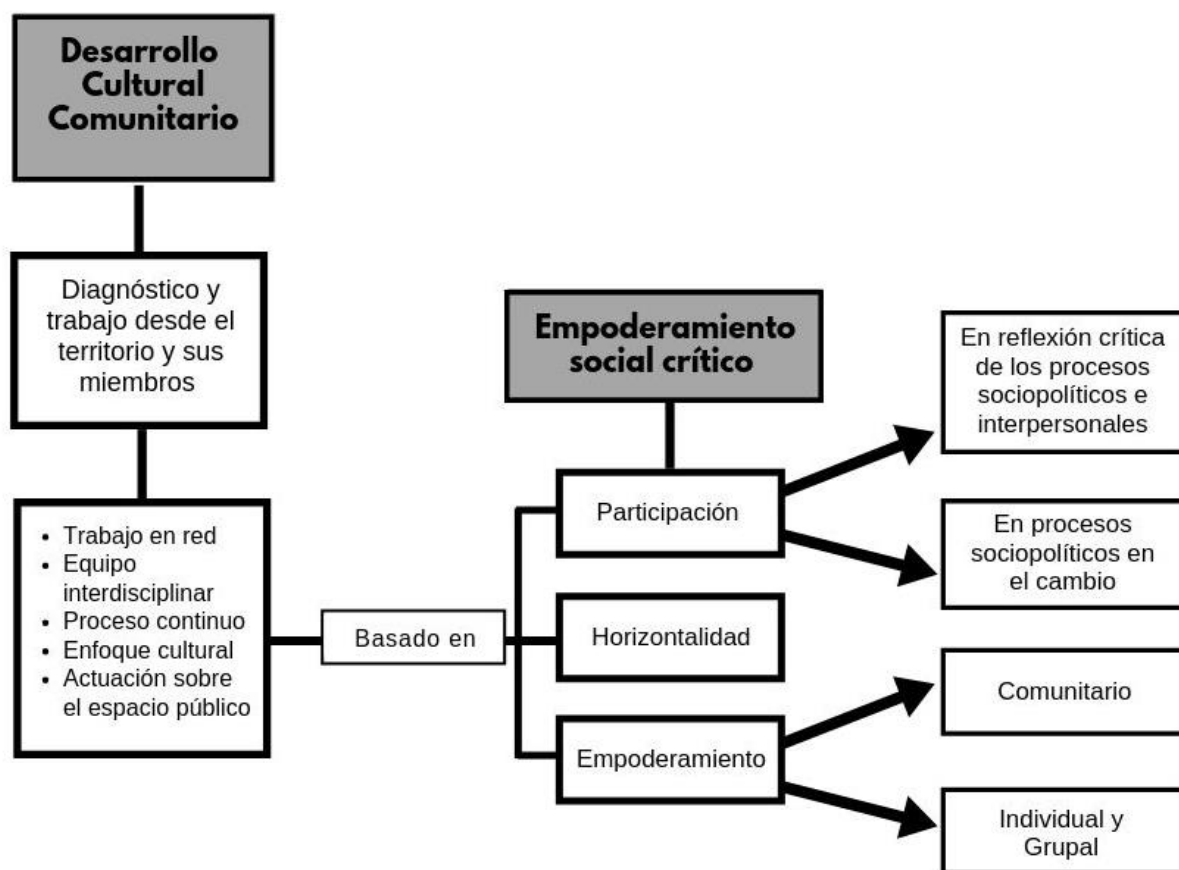 Desarrollo
Cultural
Comunitario
Diagnóstico y
trabajo desde el
territorio y sus
miembros
• Trabajo en red
• Equipo
interdisciplinar
• Proceso continuo
• Enfoque cultural
• Actuación sobre
el espacio público
Basado en
Empoderamiento
social crítico
Participación
Horizontalidad
Empoderamiento
En reflexión crítica
de los procesos
sociopolíticos e
interpersonales
En procesos
sociopolíticos en
el cambio
Comunitario
Individual y
Grupal